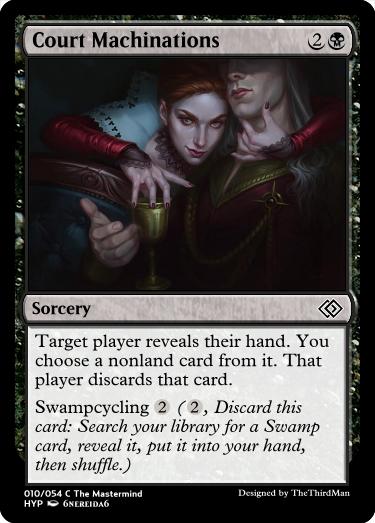 Court Machinations 2
Sorcery
Target player reveals their hand. You
choose a nonland card from it. That
player discards that card.
Swampcycling 2 ( 2, Discard this
card: Search your library for a Swamp
card, reveal it, put it into your hand,
then shuffle.)
010/054 C The Mastermind
Designed by TheThirdMan
HYP 6NEREIDA6